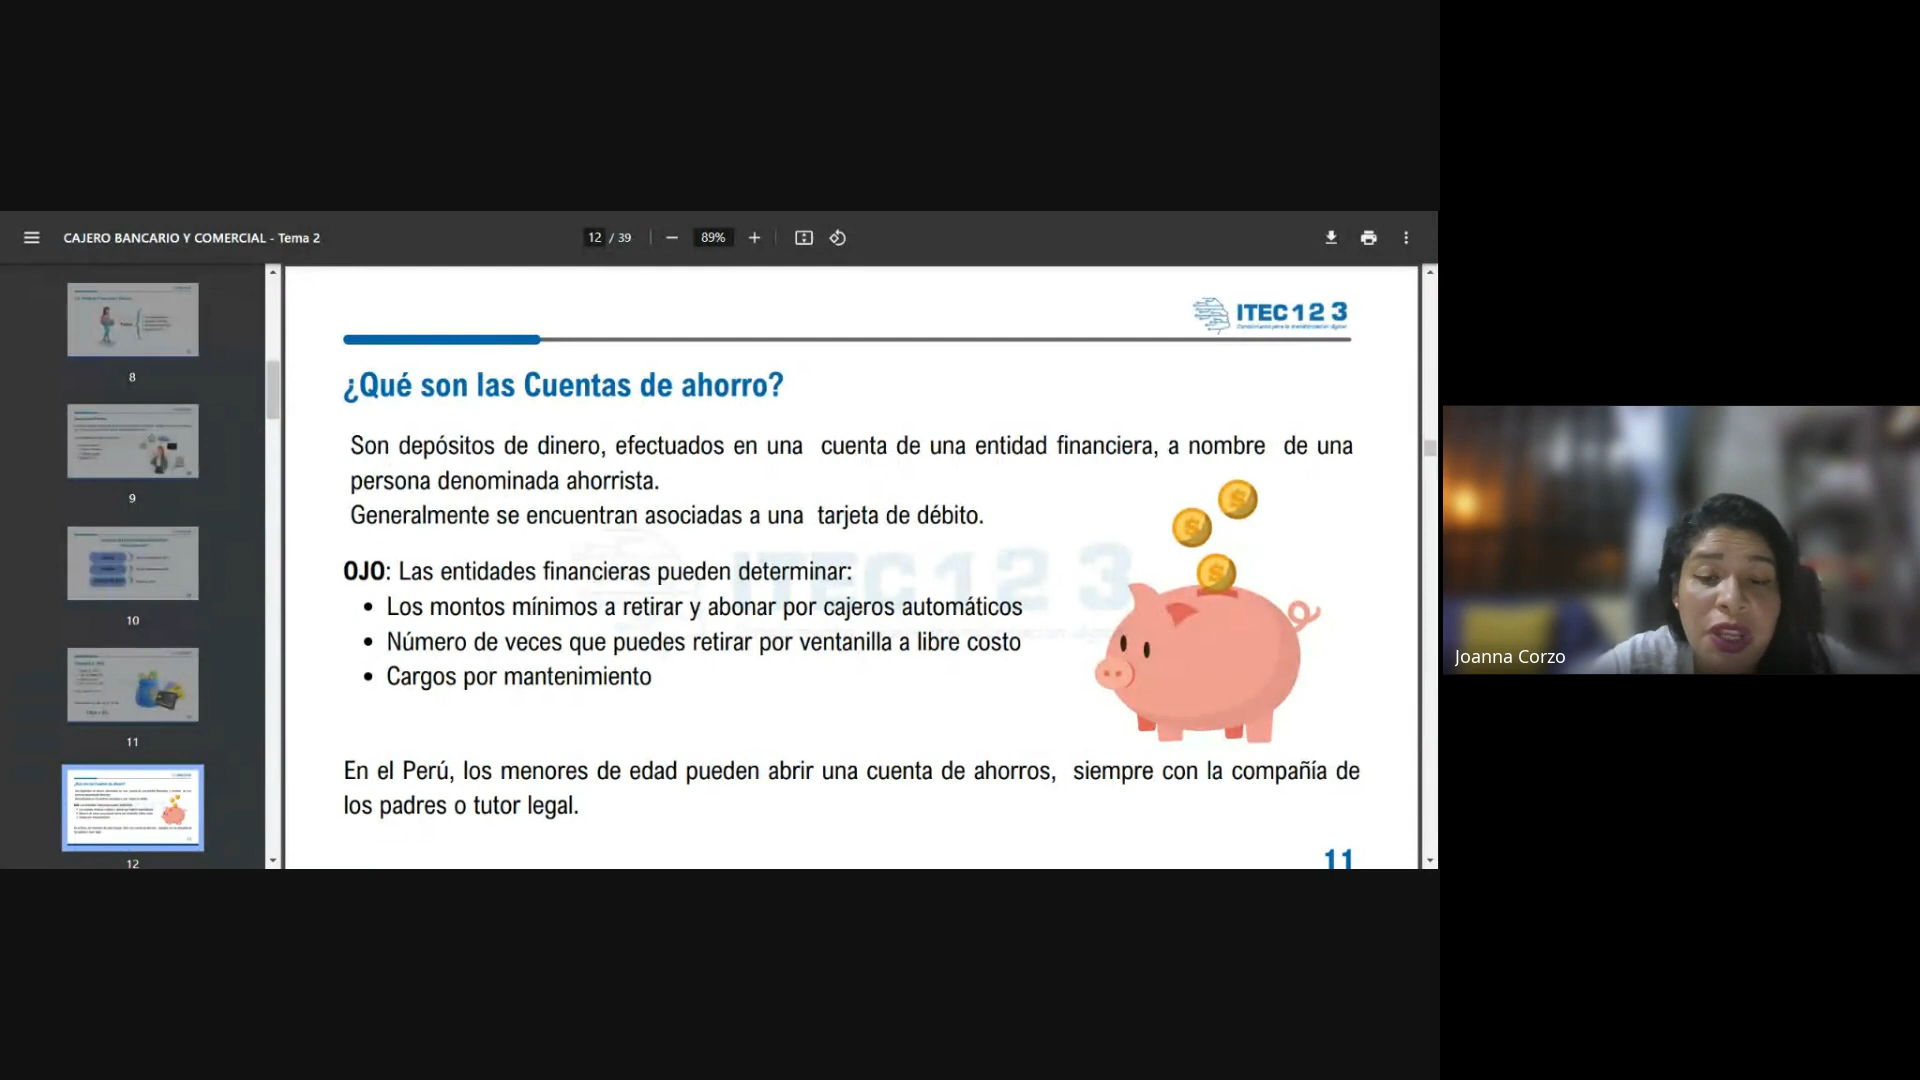 CAJERO BANCARIO Y COMERCIAL - Tema 2
12 / 39
89%
8
9
10
11
12
ITEC 1 2 3
¿Qué son las Cuentas de ahorro?
Son depósitos de dinero, efectuados en una cuenta de una entidad financiera, a nombre de una
persona denominada ahorrista.
Generalmente se encuentran asociadas a una tarjeta de débito.
OJO: Las entidades financieras pueden determinar:
• Los montos mínimos a retirar y abonar por cajeros automáticos
• Número de veces que puedes retirar por ventanilla a libre costo
• Cargos por mantenimiento
ITEC 1 2 3
En el Perú, los menores de edad pueden abrir una cuenta de ahorros, siempre con la compañía de
los padres o tutor legal.
11
Joanna Corzo